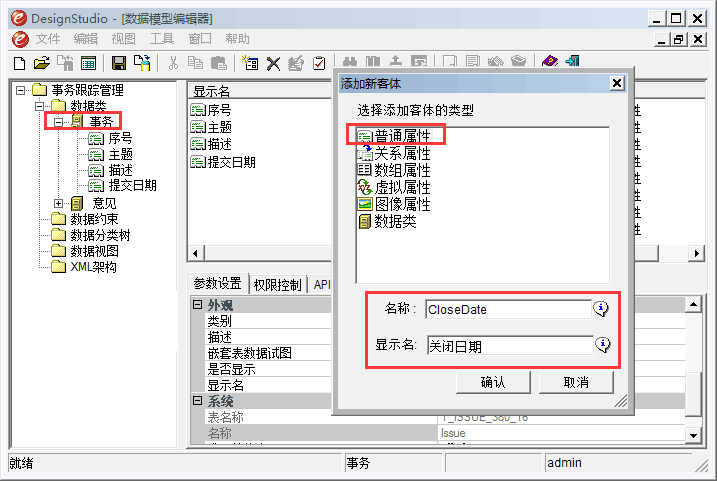 DesignStudio - [数据模型编辑器]
文件 编辑 视图 工具 窗口 帮助
事务跟踪管理
数据类
事务
序号
主题
描述
提交日期
意见
数据约束
数据分类树
数据视图
XML架构
显示名
序号
主题
描述
提交日期
性
性
性
性
性
性
性
添加新客体
选择添加客体的类型
普通属性
关系属性
数组属性
虚拟属性
图像属性
数据类
名称：
CloseDate
显示名:
关闭日期
确认
取消
参数设置 权限控制 API
外观
类别
描述
嵌套表数据试图
是否显示
显示名
系统
表名称 T_ISSUE_380_16
名称 Issue
就绪 事务 admin